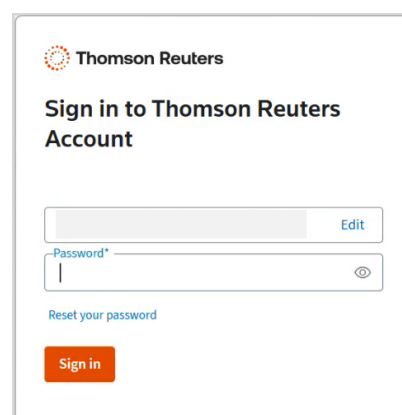 Thomson Reuters
Sign in to Thomson Reuters
Account
Edit
Password*
Reset your password
Sign in